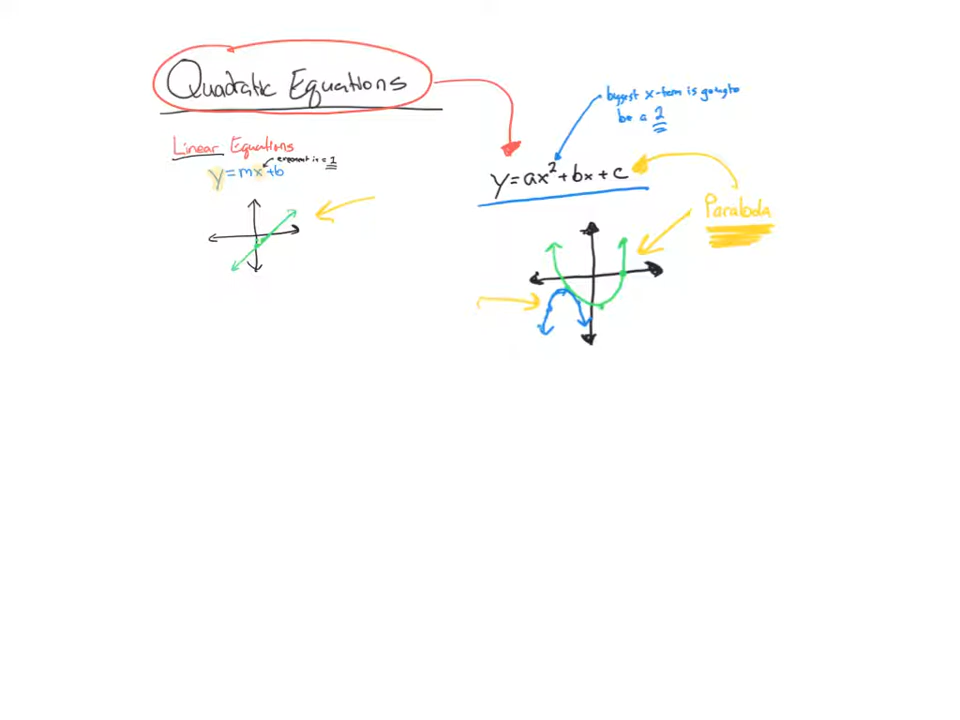 Quadratic Equations
biggest x-term is going to
be a 2
Linear Equations
exponent is = 1
y = mx + b
y = ax² + bx + c
Parabola